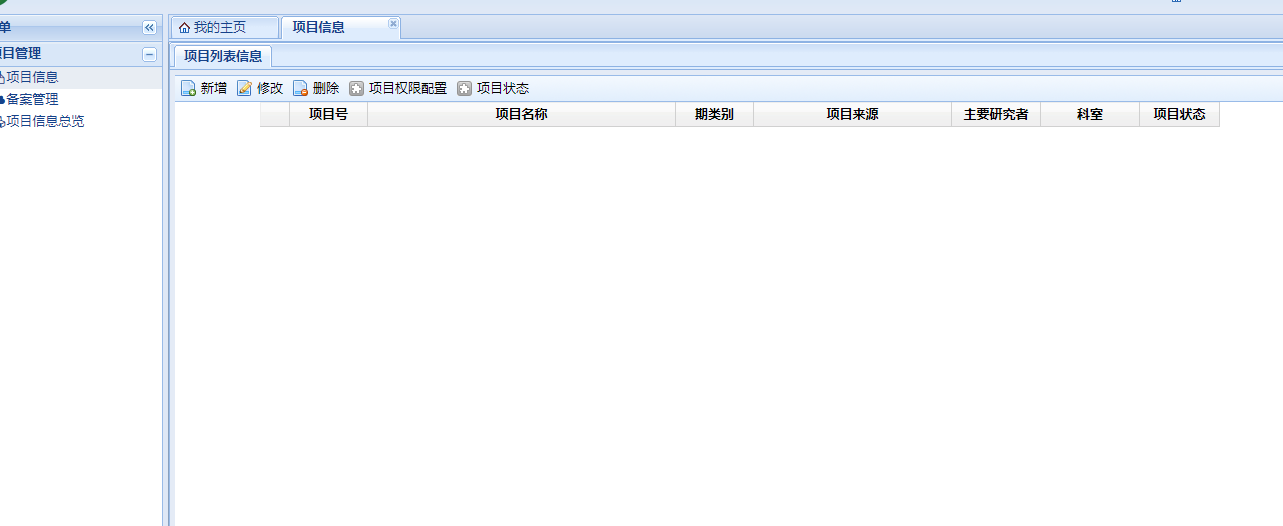 单
我的主页
项目信息
目管理
项目列表信息
项目信息
新增
修改
删除
项目权限配置
项目状态
备案管理
项目号
项目名称
期类别
项目来源
主要研究者
科室
项目状态
项目信息总览